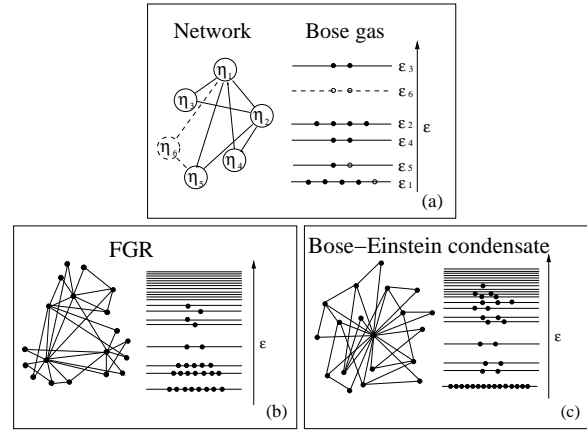 Network
Bose gas
η1
η3
η2
η6
η4
η5
ε3
ε6
ε2
ε4
ε5
ε1
ε
(a)
FGR
ε
(b)
Bose−Einstein condensate
ε
(c)